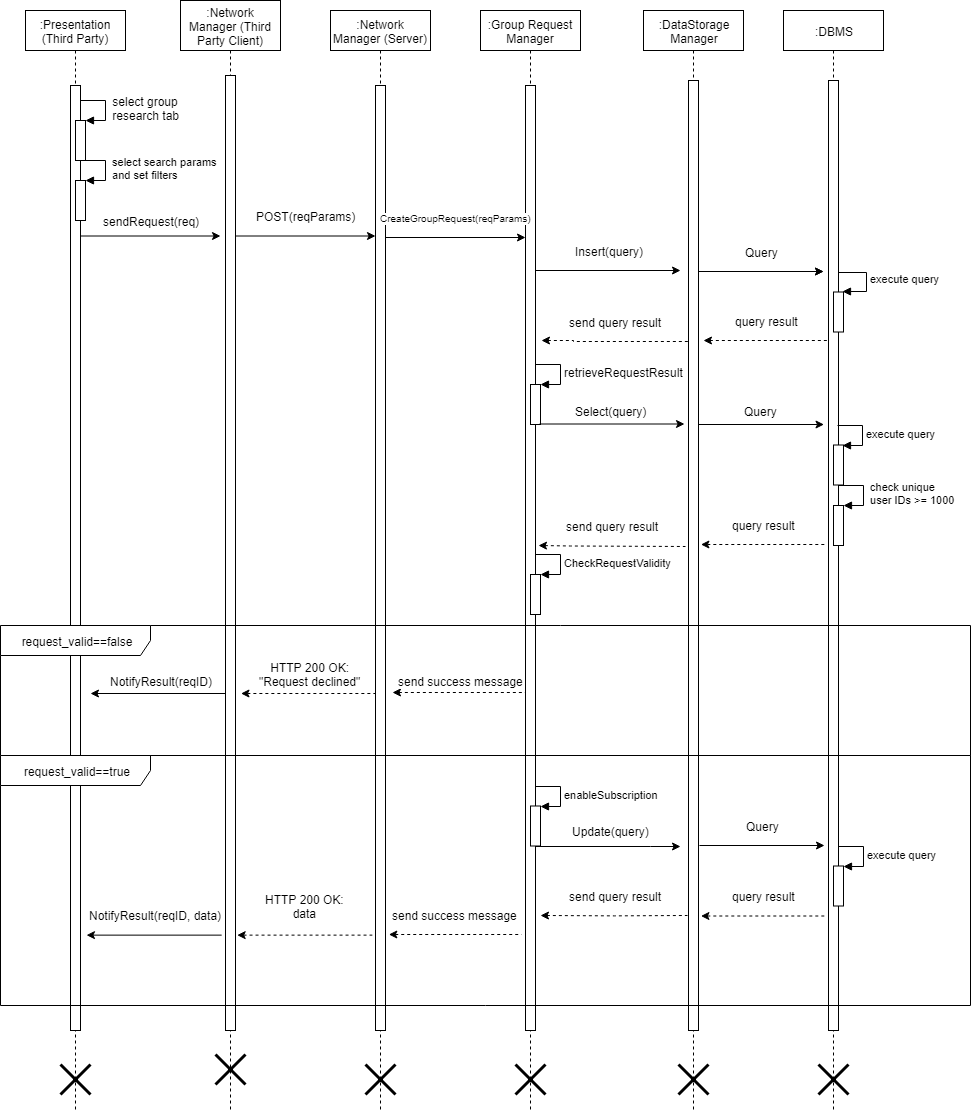 :Presentation
(Third Party)
:Network
Manager (Third
Party Client)
:Network
Manager (Server)
:Group Request
Manager
:DataStorage
Manager
:DBMS
select group
research tab
select search params
and set filters
sendRequest(req)
POST(reqParams)
CreateGroupRequest(reqParams)
Insert(query)
Query
execute query
send query result
query result
retrieveRequestResult
Select(query)
Query
execute query
check unique
user IDs >= 1000
send query result
query result
CheckRequestValidity
request_valid==false
NotifyResult(reqID)
HTTP 200 OK:
"Request declined"
send success message
request_valid==true
enableSubscription
Update(query)
Query
execute query
send query result
query result
NotifyResult(reqID, data)
HTTP 200 OK:
data
send success message